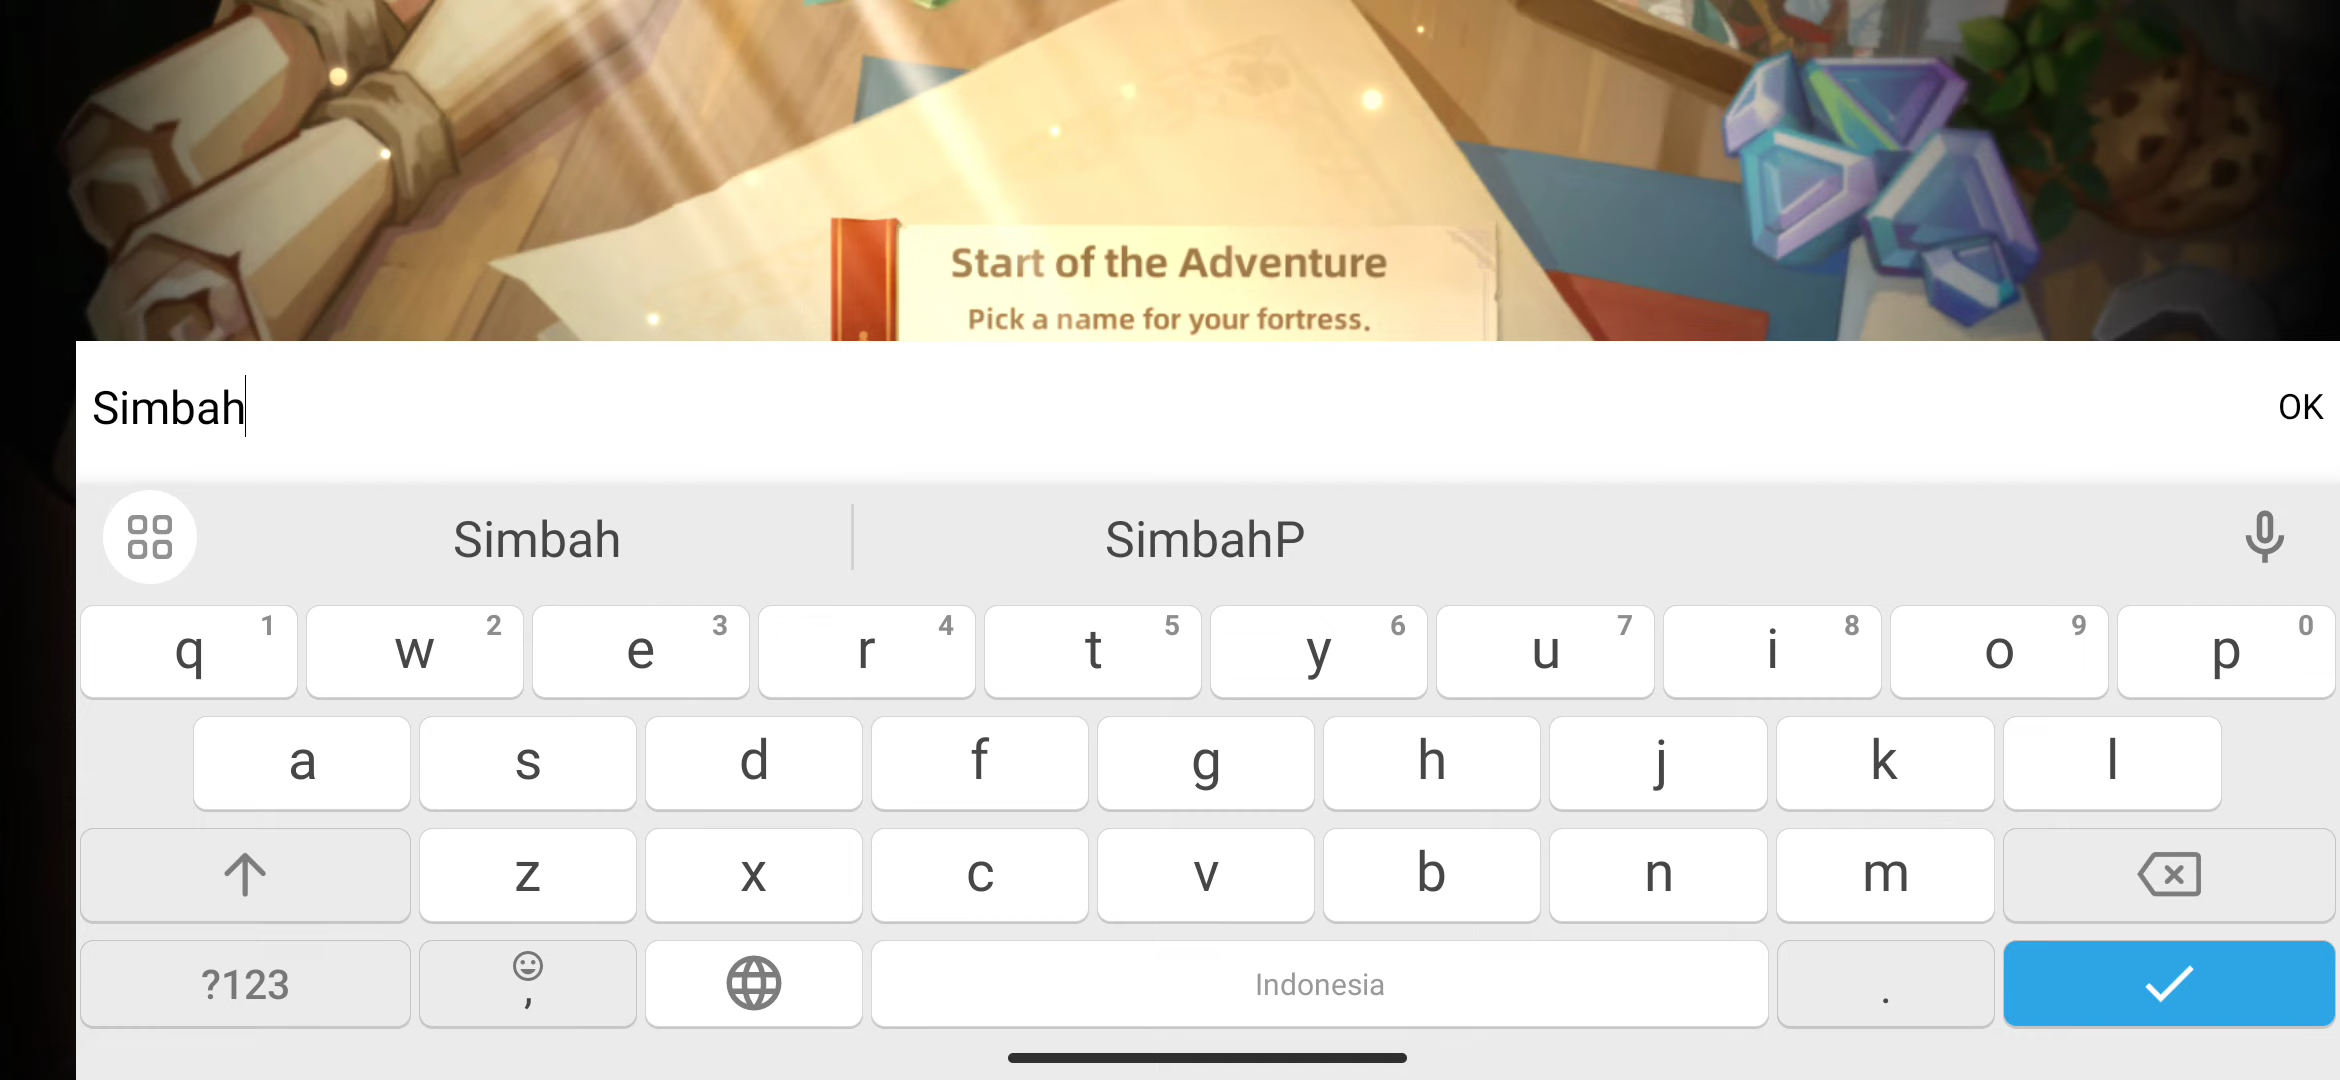 Start of the Adventure
Pick a name for your fortress.
Simbah
OK
Simbah SimbahP
q 1 w 2 e 3 r 4 t 5 y 6 u 7 i 8 o 9 p 0
a s d f g h j k l
z x c v b n m
?123 , Indonesia .